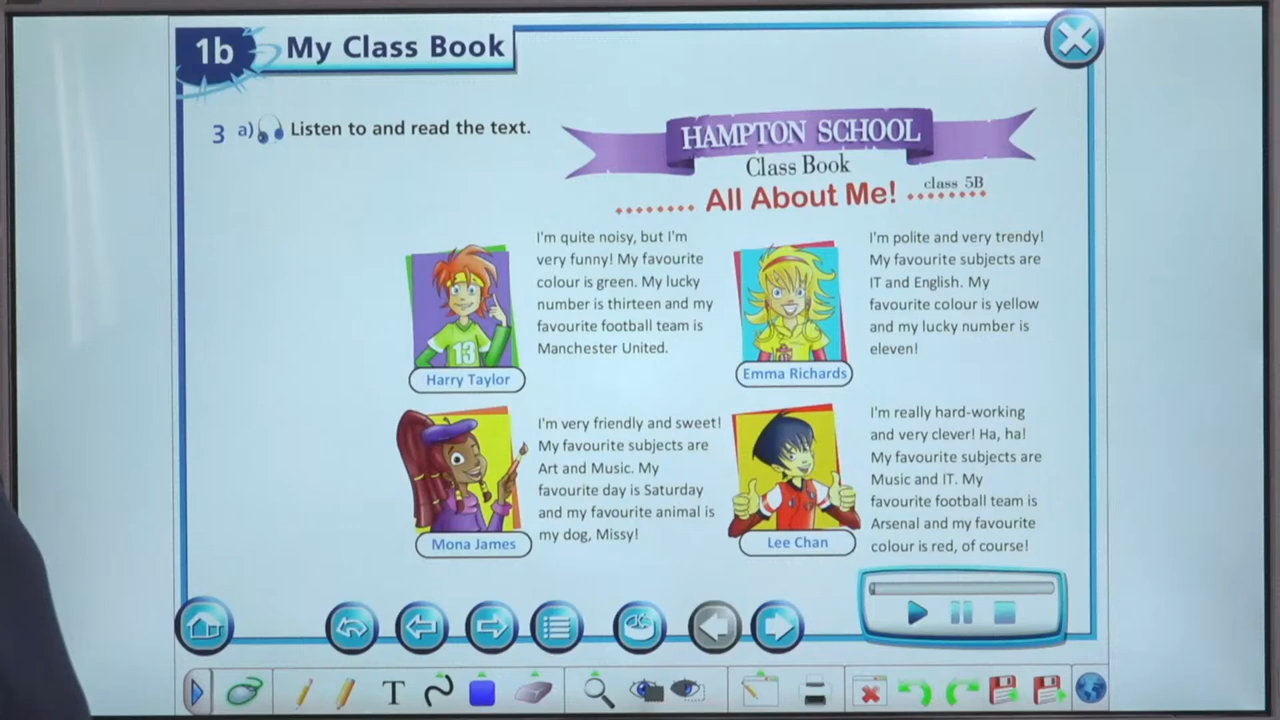 1b My Class Book
3 a) Listen to and read the text.
HAMPTON SCHOOL
Class Book
class 5B
All About Me!
I'm quite noisy, but I'm
very funny! My favourite
colour is green. My lucky
number is thirteen and my
favourite football team is
Manchester United.
13
Harry Taylor
I'm polite and very trendy!
My favourite subjects are
IT and English. My
favourite colour is yellow
and my lucky number is
eleven!
Emma Richards
I'm very friendly and sweet!
My favourite subjects are
Art and Music. My
favourite day is Saturday
and my favourite animal is
my dog, Missy!
Mona James
I'm really hard-working
and very clever! Ha, ha!
My favourite subjects are
Music and IT. My
favourite football team is
Arsenal and my favourite
colour is red, of course!
Lee Chan
T